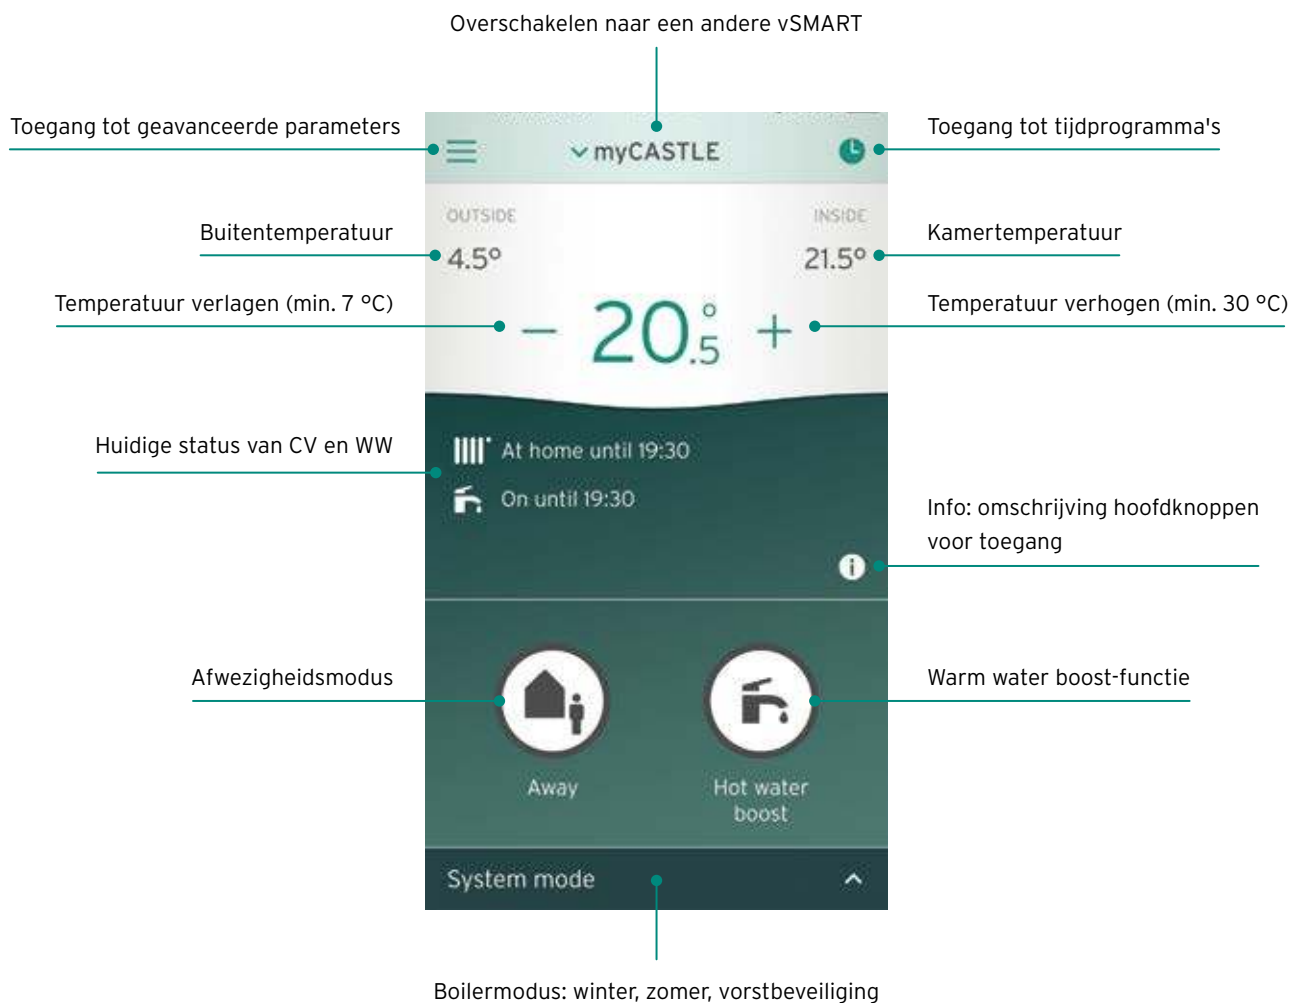 Overschakelen naar een andere vSMART
Toegang tot geavanceerde parameters
myCASTLE
Toegang tot tijdprogramma's
OUTSIDE
INSIDE
Buitentemperatuur
4.5°
21.5°
Kamertemperatuur
Temperatuur verlagen (min. 7 °C)
− 20.5° +
Temperatuur verhogen (min. 30 °C)
Huidige status van CV en WW
At home until 19:30
On until 19:30
Info: omschrijving hoofdknoppen
voor toegang
i
Afwezigheidsmodus
Warm water boost-functie
Away
Hot water
boost
System mode
Boilermodus: winter, zomer, vorstbeveiliging